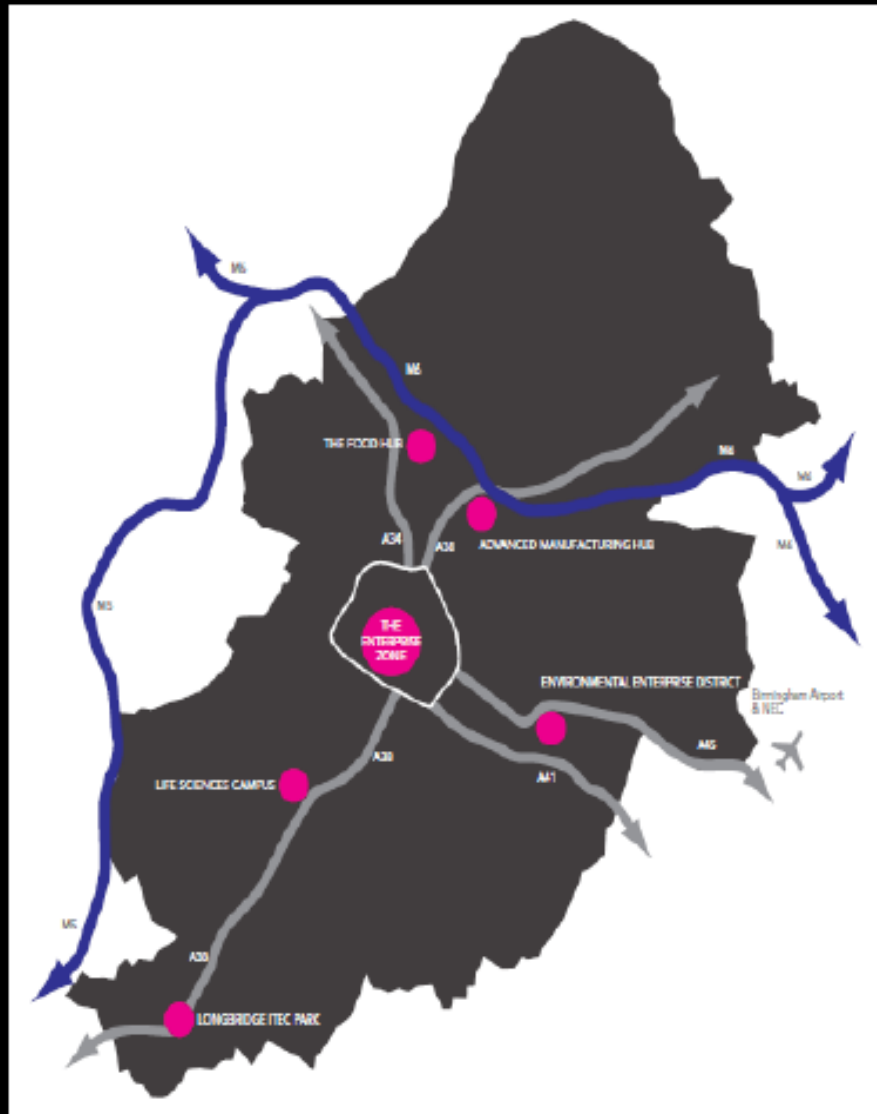 M6
M6
THE FOOD HUB
M6
M6
A34
A38
ADVANCED MANUFACTURING HUB
M5
THE
ENTERPRISE
ZONE
ENVIRONMENTAL ENTERPRISE DISTRICT
Birmingham Airport
& NEC
A45
A38
A41
LIFE SCIENCES CAMPUS
M5
A38
LONGBRIDGE ITEC PARK